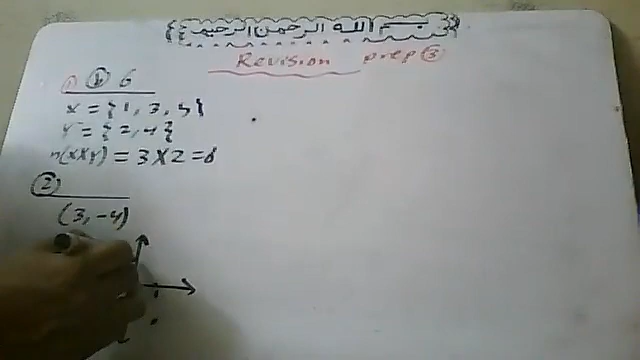 بسم الله الرحمن الرحيم
Revision prep 3
1 b 6
X = {1, 3, 5}
Y = {2, 4}
n(X×Y) = 3 × 2 = 6
2
(3, -4)